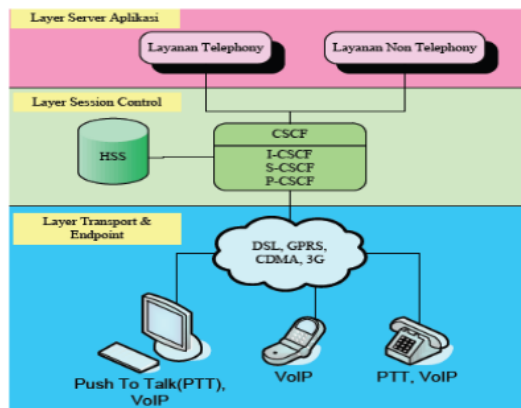 Layer Server Aplikasi
Layanan Telephony
Layanan Non Telephony
Layer Session Control
HSS
CSCF
I-CSCF
S-CSCF
P-CSCF
Layer Transport &
Endpoint
DSL, GPRS,
CDMA, 3G
Push To Talk(PTT),
VoIP
VoIP
PTT, VoIP